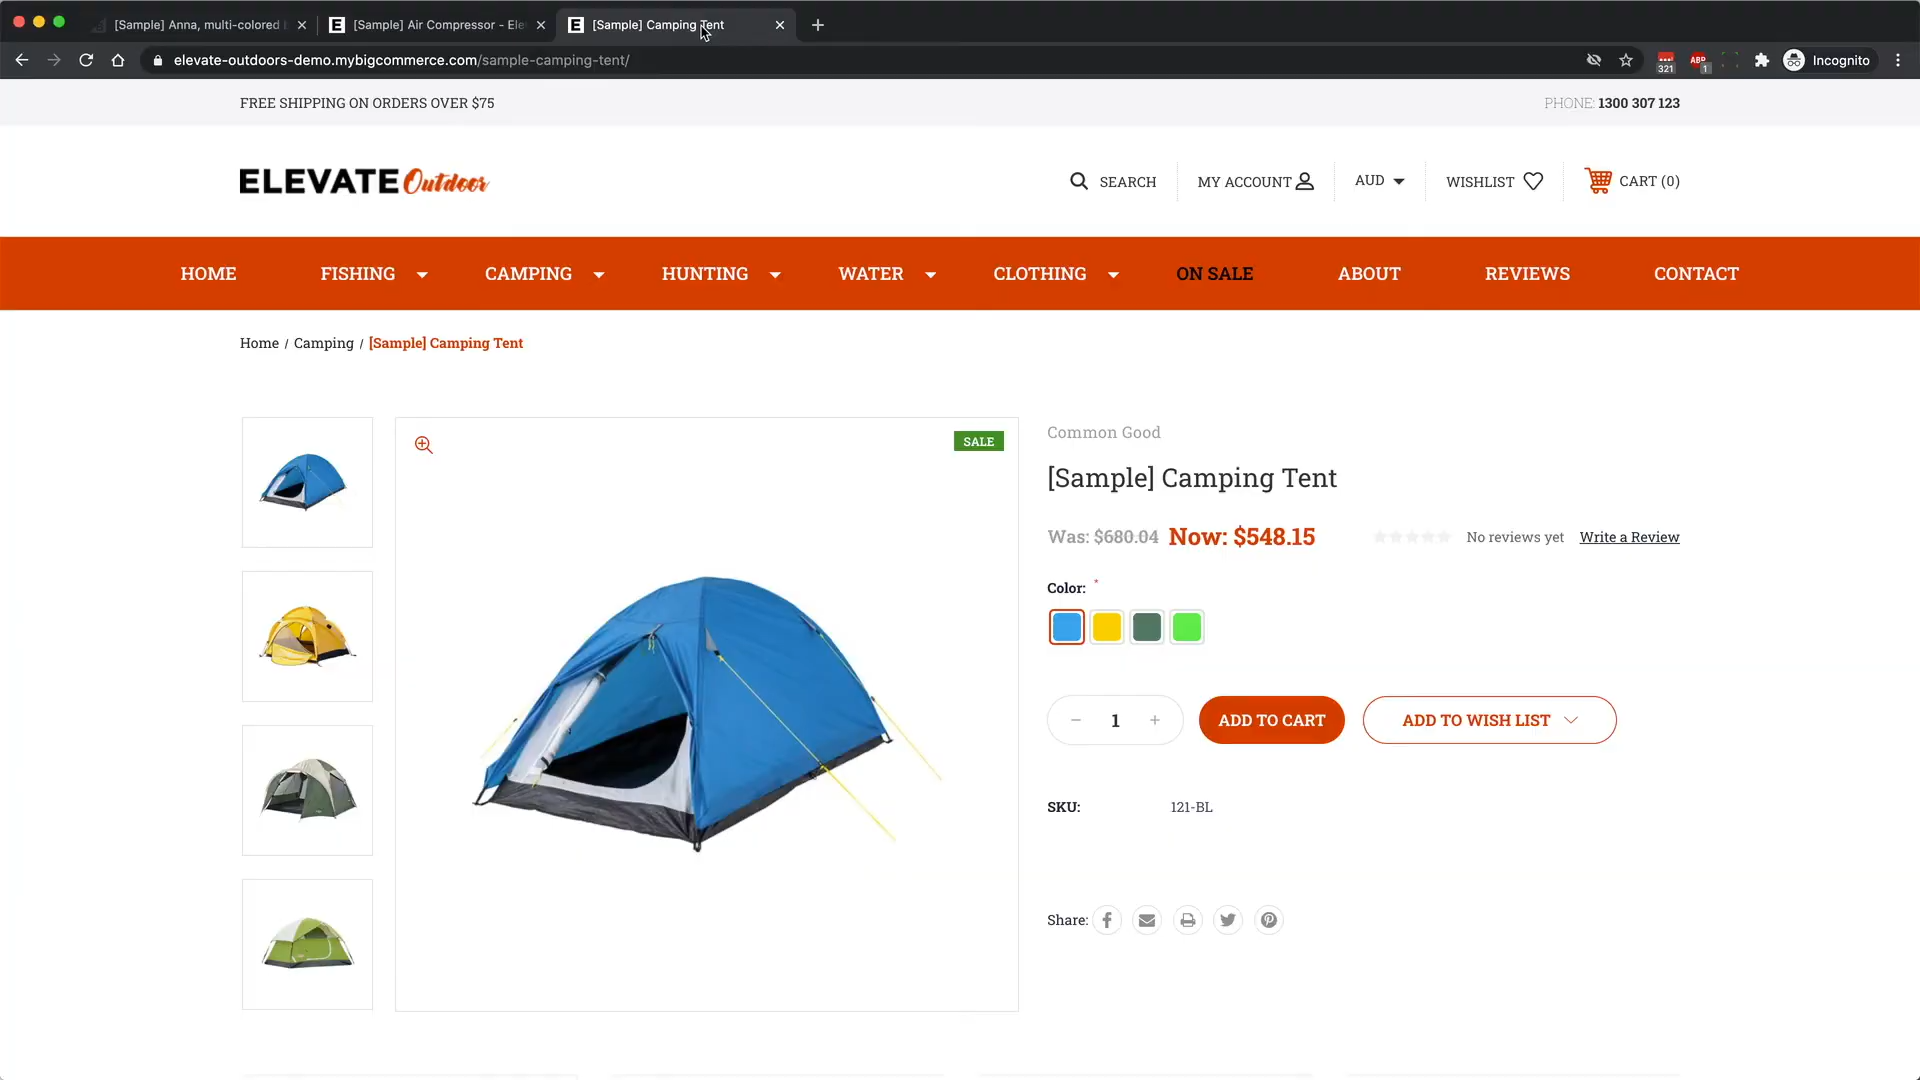 [Sample] Anna, multi-colored
[Sample] Air Compressor - Ele
[Sample] Camping Tent
elevate-outdoors-demo.mybigcommerce.com/sample-camping-tent/
321
ABP
1
Incognito
FREE SHIPPING ON ORDERS OVER $75
PHONE: 1300 307 123
ELEVATE Outdoor
SEARCH
MY ACCOUNT
AUD
WISHLIST
CART (0)
HOME
FISHING
CAMPING
HUNTING
WATER
CLOTHING
ON SALE
ABOUT
REVIEWS
CONTACT
Home / Camping / [Sample] Camping Tent
SALE
Common Good
[Sample] Camping Tent
Was: $680.04 Now: $548.15
No reviews yet
Write a Review
Color: *
1
ADD TO CART
ADD TO WISH LIST
SKU: 121-BL
Share: